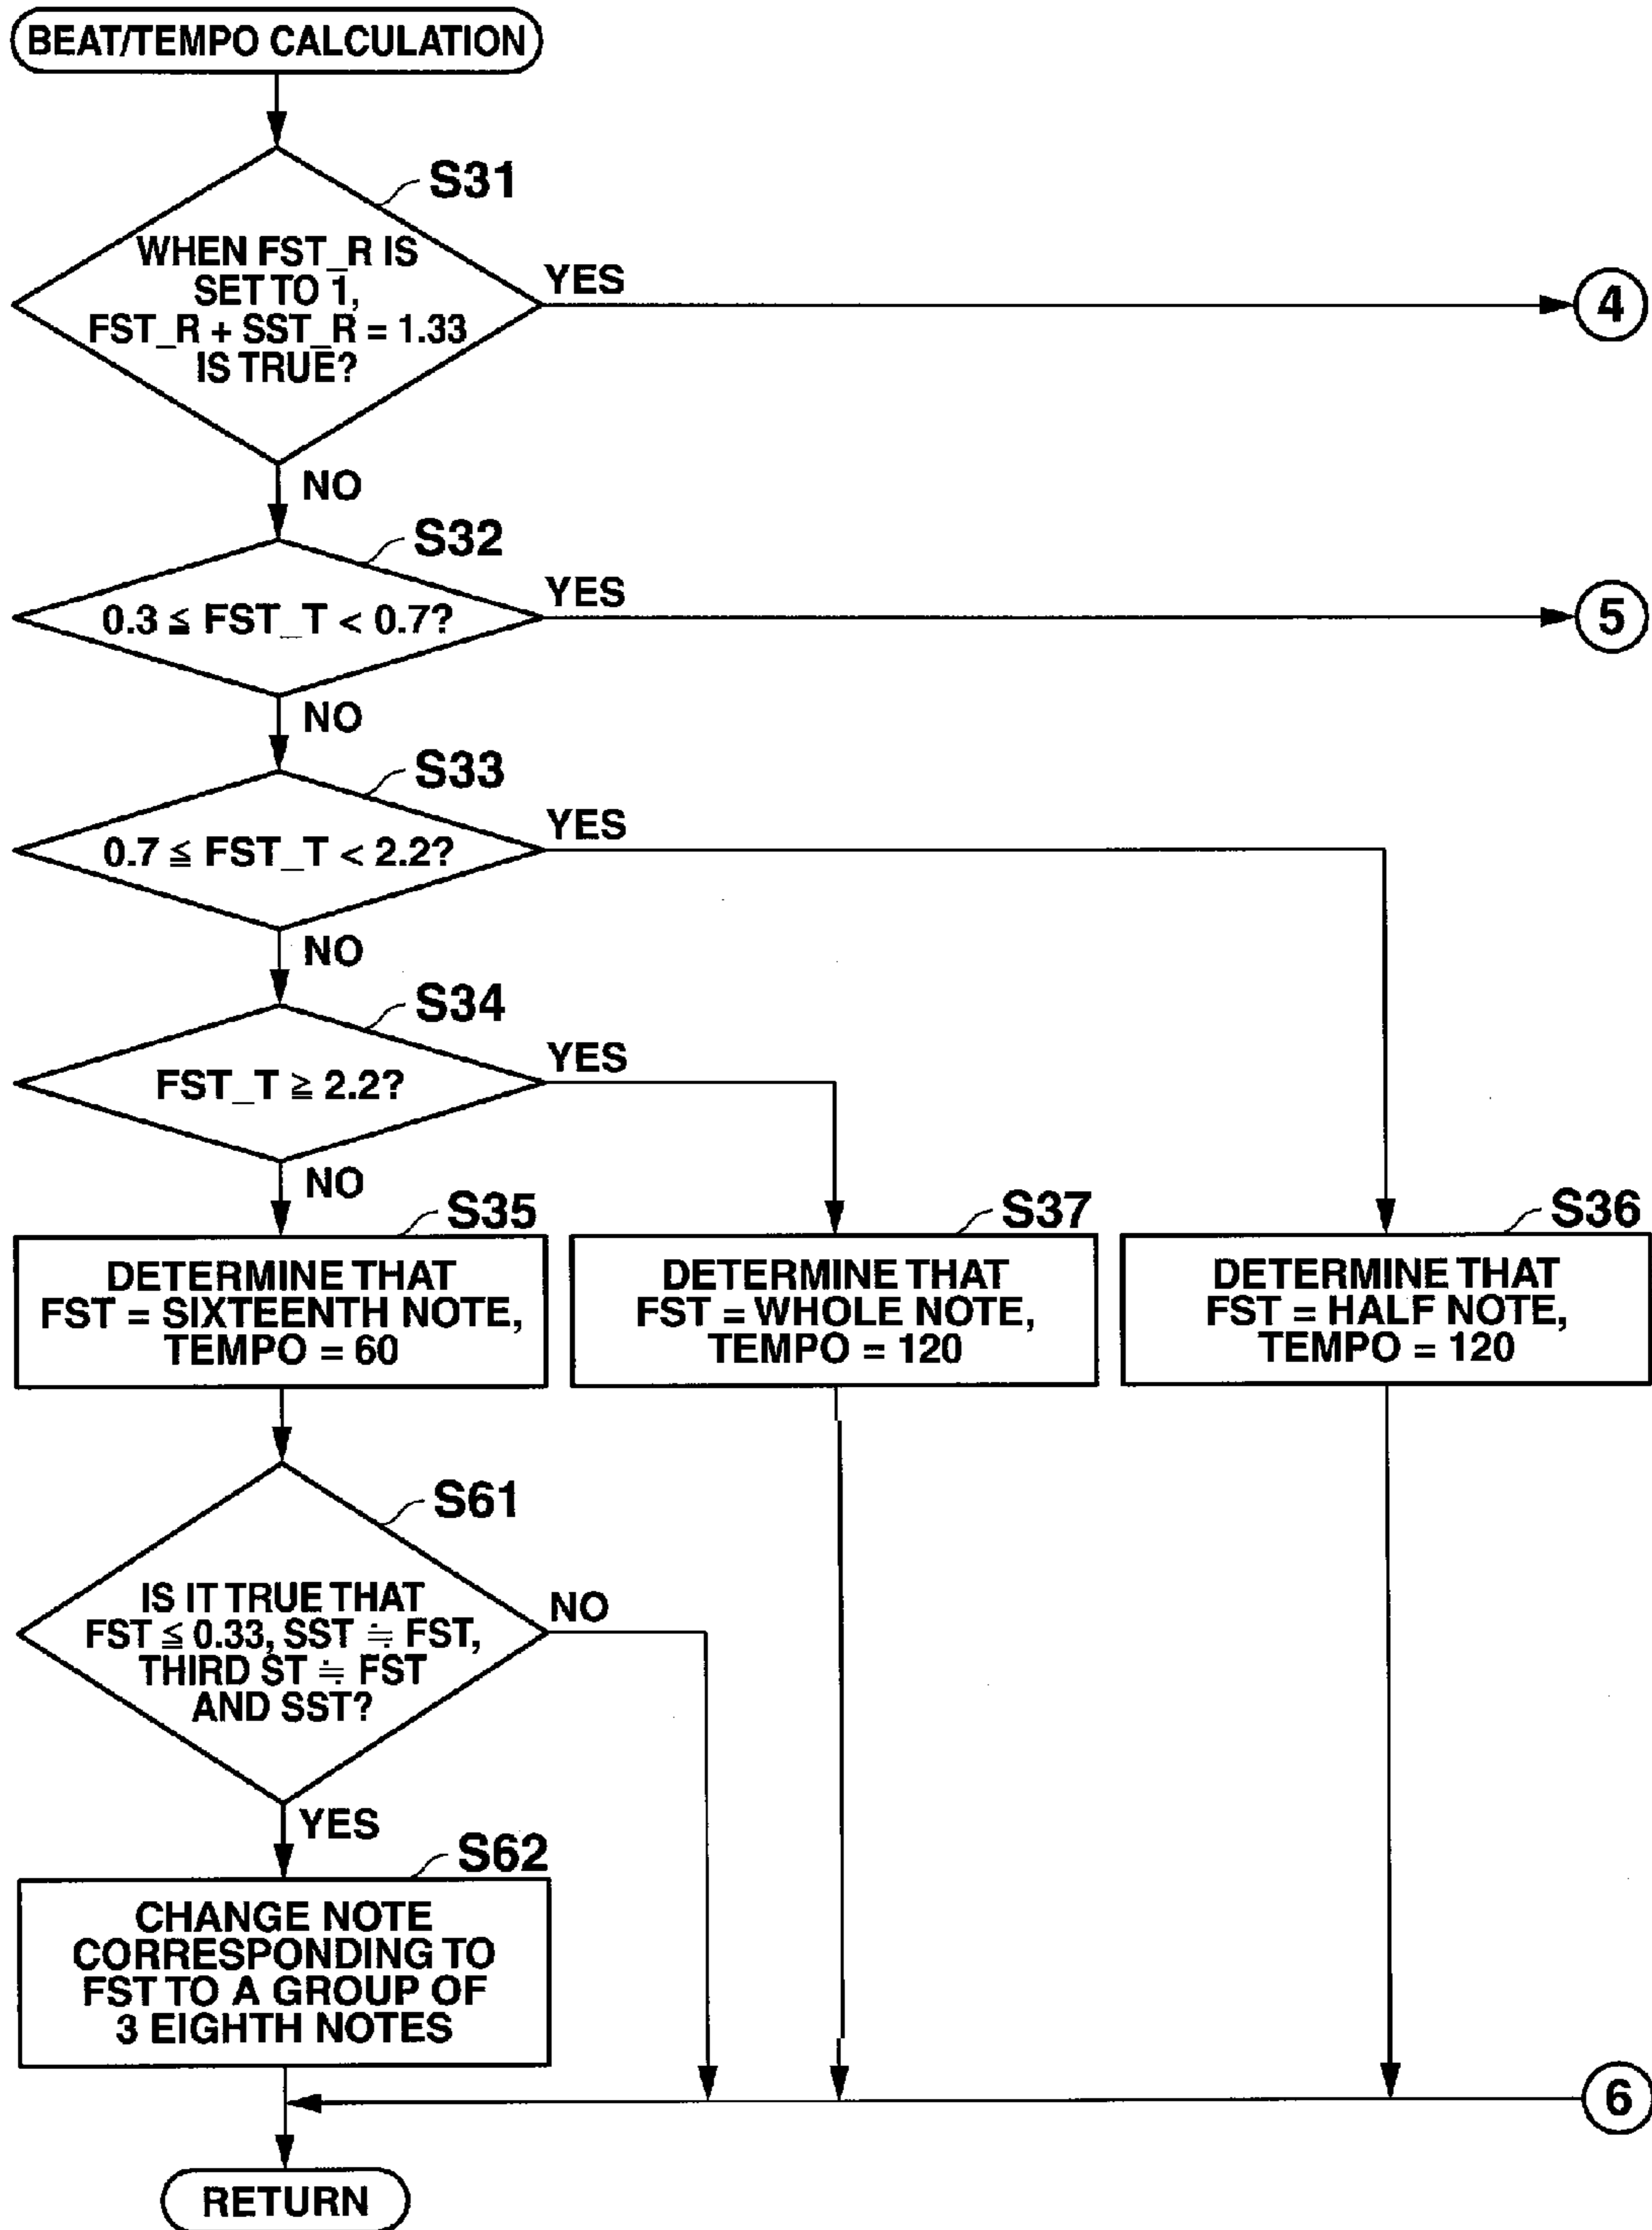 BEAT/TEMPO CALCULATION
S31
WHEN FST_R IS
SET TO 1,
FST_R + SST_R = 1.33
IS TRUE?
YES
4
NO
S32
0.3 ≦ FST_T < 0.7?
YES
5
NO
S33
0.7 ≦ FST_T < 2.2?
YES
NO
S34
FST_T ≧ 2.2?
YES
NO
S35
DETERMINE THAT
FST = SIXTEENTH NOTE,
TEMPO = 60
S37
DETERMINE THAT
FST = WHOLE NOTE,
TEMPO = 120
S36
DETERMINE THAT
FST = HALF NOTE,
TEMPO = 120
S61
IS IT TRUE THAT
FST ≦ 0.33, SST ≒ FST,
THIRD ST ≒ FST
AND SST?
NO
YES
S62
CHANGE NOTE
CORRESPONDING TO
FST TO A GROUP OF
3 EIGHTH NOTES
6
RETURN